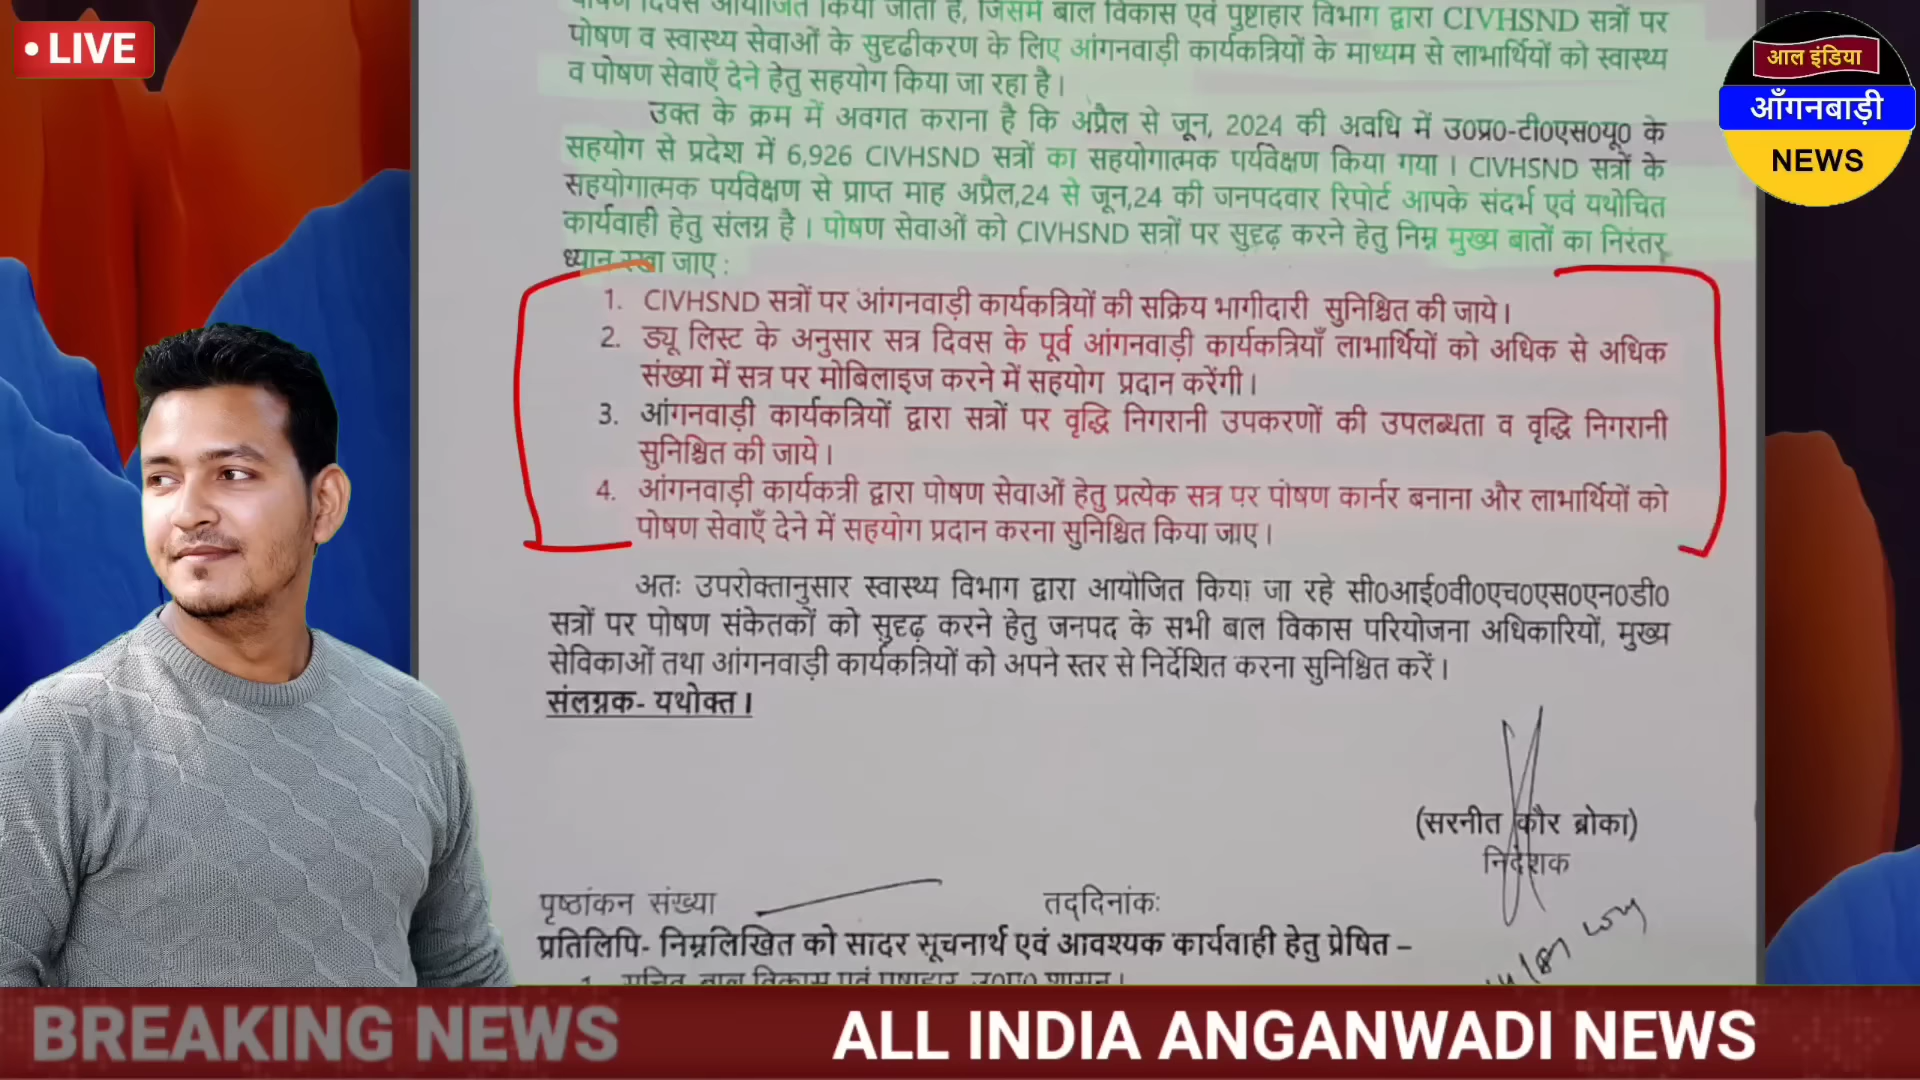 • LIVE
आल इंडिया
आँगनबाड़ी
NEWS
पोषण दिवस आयोजित किया जाता है, जिसमें बाल विकास एवं पुष्टाहार विभाग द्वारा CIVHSND सत्रों पर
पोषण व स्वास्थ्य सेवाओं के सुदृढीकरण के लिए आंगनवाड़ी कार्यकत्रियों के माध्यम से लाभार्थियों को स्वास्थ्य
व पोषण सेवाएँ देने हेतु सहयोग किया जा रहा है।
उक्त के क्रम में अवगत कराना है कि अप्रैल से जून, 2024 की अवधि में उ0प्र0-टी0एस0यू0 के
सहयोग से प्रदेश में 6,926 CIVHSND सत्रों का सहयोगात्मक पर्यवेक्षण किया गया। CIVHSND सत्रों के
सहयोगात्मक पर्यवेक्षण से प्राप्त माह अप्रैल,24 से जून,24 की जनपदवार रिपोर्ट आपके संदर्भ एवं यथोचित
कार्यवाही हेतु संलग्न है। पोषण सेवाओं को CIVHSND सत्रों पर सुदृढ़ करने हेतु निम्न मुख्य बातों का निरंतर
ध्यान रखा जाए :
1. CIVHSND सत्रों पर आंगनवाड़ी कार्यकत्रियों की सक्रिय भागीदारी सुनिश्चित की जाये।
2. ड्यू लिस्ट के अनुसार सत्र दिवस के पूर्व आंगनवाड़ी कार्यकत्रियाँ लाभार्थियों को अधिक से अधिक
संख्या में सत्र पर मोबिलाइज करने में सहयोग प्रदान करेंगी।
3. आंगनवाड़ी कार्यकत्रियों द्वारा सत्रों पर वृद्धि निगरानी उपकरणों की उपलब्धता व वृद्धि निगरानी
सुनिश्चित की जाये।
4. आंगनवाड़ी कार्यकत्री द्वारा पोषण सेवाओं हेतु प्रत्येक सत्र पर पोषण कार्नर बनाना और लाभार्थियों को
पोषण सेवाएँ देने में सहयोग प्रदान करना सुनिश्चित किया जाए।
अतः उपरोक्तानुसार स्वास्थ्य विभाग द्वारा आयोजित किया जा रहे सी0आई0वी0एच0एस0एन0डी0
सत्रों पर पोषण संकेतकों को सुदृढ़ करने हेतु जनपद के सभी बाल विकास परियोजना अधिकारियों, मुख्य
सेविकाओं तथा आंगनवाड़ी कार्यकत्रियों को अपने स्तर से निर्देशित करना सुनिश्चित करें।
संलग्नक- यथोक्त।
(सरनीत कौर ब्रोका)
निदेशक
पृष्ठांकन संख्या तद्दिनांकः
प्रतिलिपि- निम्नलिखित को सादर सूचनार्थ एवं आवश्यक कार्यवाही हेतु प्रेषित –
1. सचिव, बाल विकास एवं पुष्टाहार, उ0प्र0 शासन।
BREAKING NEWS
ALL INDIA ANGANWADI NEWS